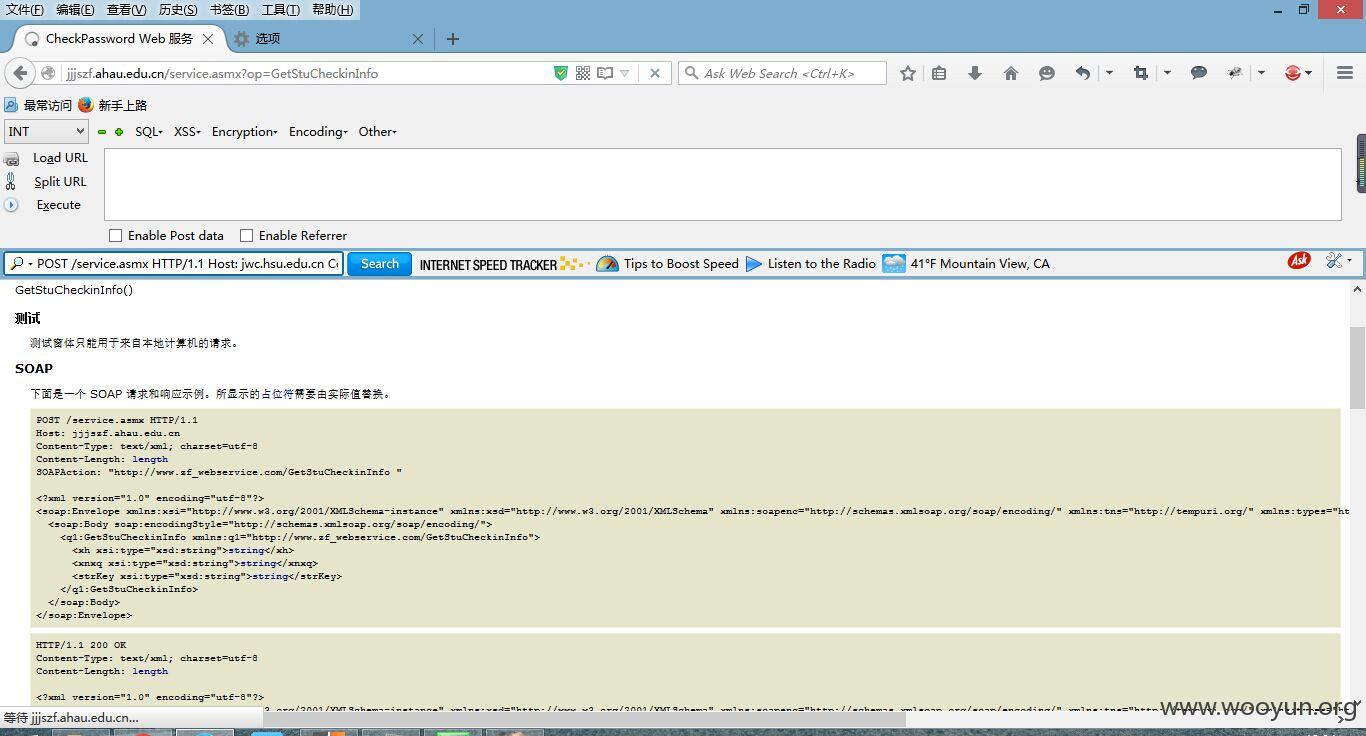 文件(F) 编辑(E) 查看(V) 历史(S) 书签(B) 工具(T) 帮助(H)
CheckPassword Web 服务 选项
jjjszf.ahau.edu.cn/service.asmx?op=GetStuCheckinInfo Ask Web Search <Ctrl+K>
最常访问 新手上路
INT SQL XSS Encryption Encoding Other
Load URL
Split URL
Execute
Enable Post data Enable Referrer
POST /service.asmx HTTP/1.1 Host: jwc.hsu.edu.cn Search INTERNET SPEED TRACKER Tips to Boost Speed Listen to the Radio 41°F Mountain View, CA Ask
GetStuCheckinInfo()
测试
测试窗体只能用于来自本地计算机的请求。
SOAP
下面是一个 SOAP 请求和响应示例。所显示的占位符需要由实际值替换。
POST /service.asmx HTTP/1.1
Host: jjjszf.ahau.edu.cn
Content-Type: text/xml; charset=utf-8
Content-Length: length
SOAPAction: "http://www.zf_webservice.com/GetStuCheckinInfo "
<?xml version="1.0" encoding="utf-8"?>
<soap:Envelope xmlns:xsi="http://www.w3.org/2001/XMLSchema-instance" xmlns:xsd="http://www.w3.org/2001/XMLSchema" xmlns:soapenc="http://schemas.xmlsoap.org/soap/encoding/" xmlns:tns="http://tempuri.org/" xmlns:types="ht
<soap:Body soap:encodingStyle="http://schemas.xmlsoap.org/soap/encoding/">
<q1:GetStuCheckinInfo xmlns:q1="http://www.zf_webservice.com/GetStuCheckinInfo">
<xh xsi:type="xsd:string">string</xh>
<xnxq xsi:type="xsd:string">string</xnxq>
<strKey xsi:type="xsd:string">string</strKey>
</q1:GetStuCheckinInfo>
</soap:Body>
</soap:Envelope>
HTTP/1.1 200 OK
Content-Type: text/xml; charset=utf-8
Content-Length: length
<?xml version="1.0" encoding="utf-8"?>
等待 jjjszf.ahau.edu.cn...
www.wooyun.org